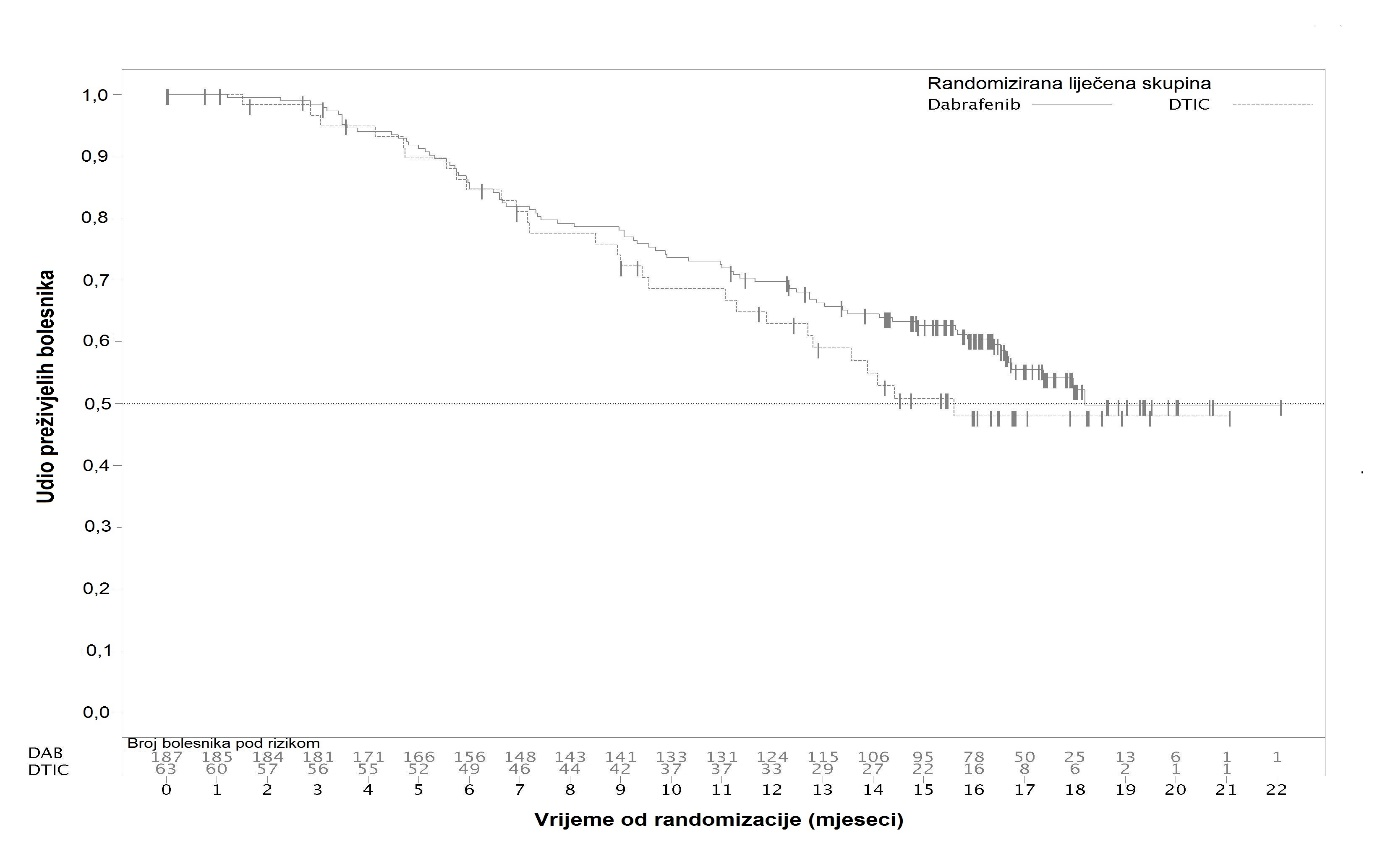 Randomizirana liječena skupina
Dabrafenib DTIC
1,0
0,9
0,8
0,7
0,6
0,5
0,4
0,3
0,2
0,1
0,0
Udio preživjelih bolesnika
Broj bolesnika pod rizikom
DAB 187 185 184 181 171 166 156 148 143 141 133 131 124 115 106 95 78 50 25 13 6 1 1
DTIC 63 60 57 56 55 52 49 46 44 42 37 37 33 29 27 22 16 8 6 2 1 1
0 1 2 3 4 5 6 7 8 9 10 11 12 13 14 15 16 17 18 19 20 21 22
Vrijeme od randomizacije (mjeseci)